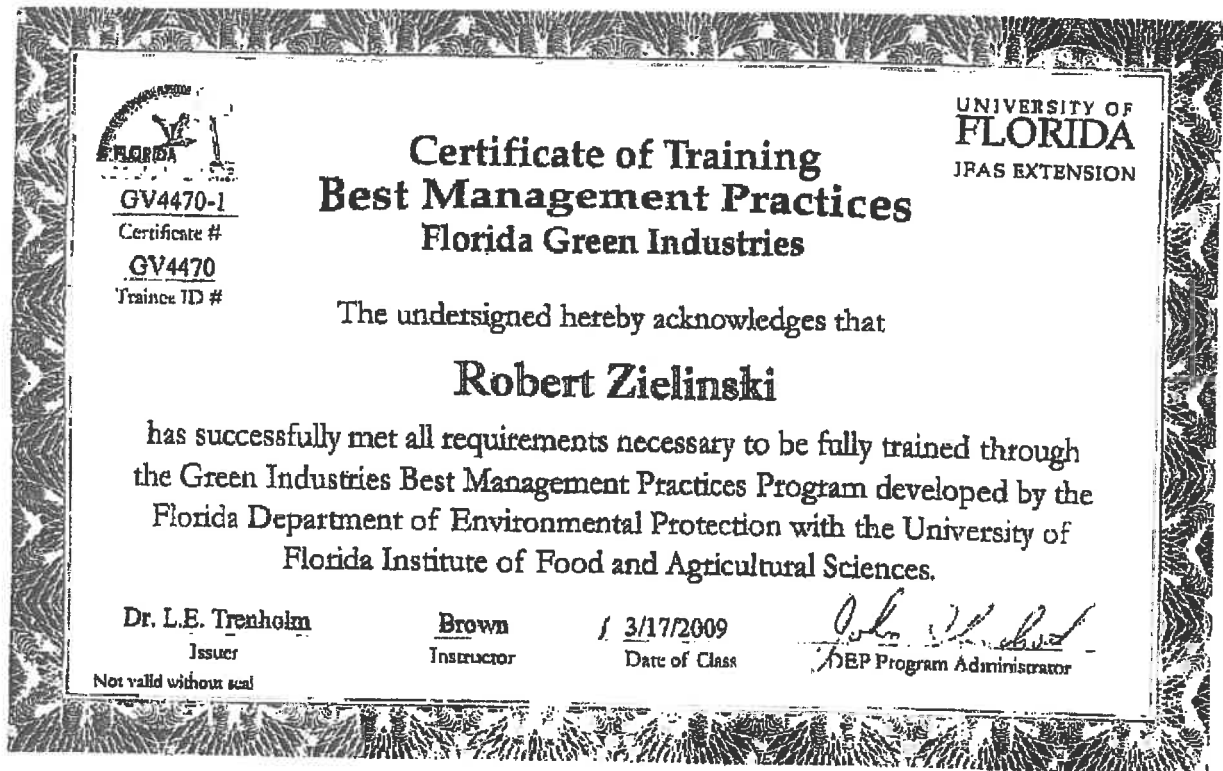 FLORIDA
GV4470-1
Certificate #
GV4470
Trainee ID #
UNIVERSITY OF
FLORIDA
IFAS EXTENSION
Certificate of Training
Best Management Practices
Florida Green Industries
The undersigned hereby acknowledges that
Robert Zielinski
has successfully met all requirements necessary to be fully trained through
the Green Industries Best Management Practices Program developed by the
Florida Department of Environmental Protection with the University of
Florida Institute of Food and Agricultural Sciences.
Dr. L.E. Trenholm
Issuer
Brown
Instructor
3/17/2009
Date of Class
DEP Program Administrator
Not valid without seal